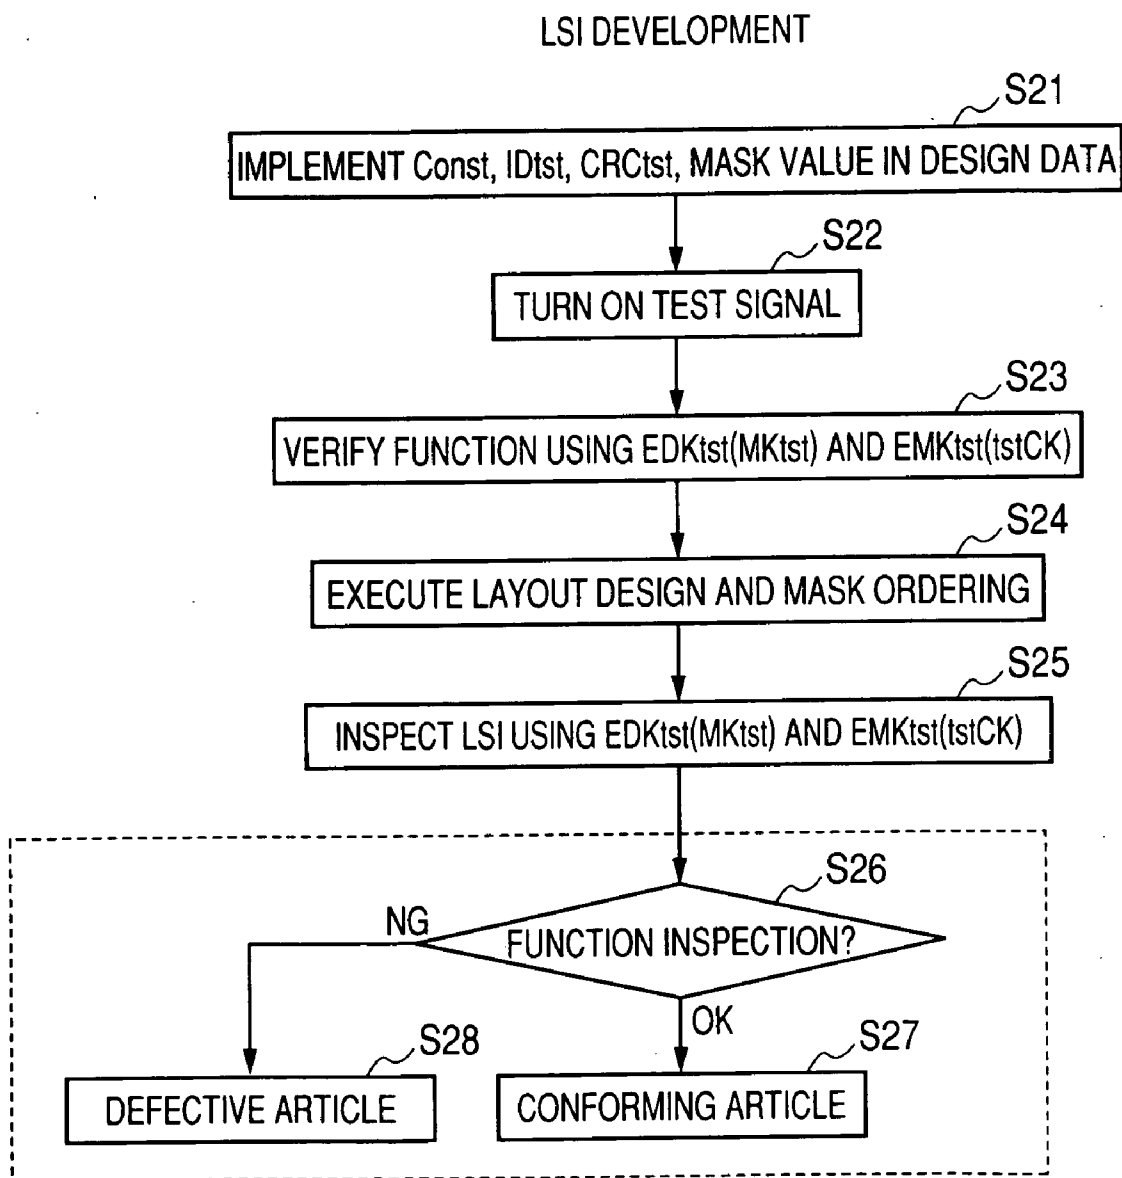 LSI DEVELOPMENT
S21
IMPLEMENT Const, IDtst, CRCtst, MASK VALUE IN DESIGN DATA
S22
TURN ON TEST SIGNAL
S23
VERIFY FUNCTION USING EDKtst(MKtst) AND EMKtst(tstCK)
S24
EXECUTE LAYOUT DESIGN AND MASK ORDERING
S25
INSPECT LSI USING EDKtst(MKtst) AND EMKtst(tstCK)
S26
NG
FUNCTION INSPECTION?
OK
S28
S27
DEFECTIVE ARTICLE
CONFORMING ARTICLE